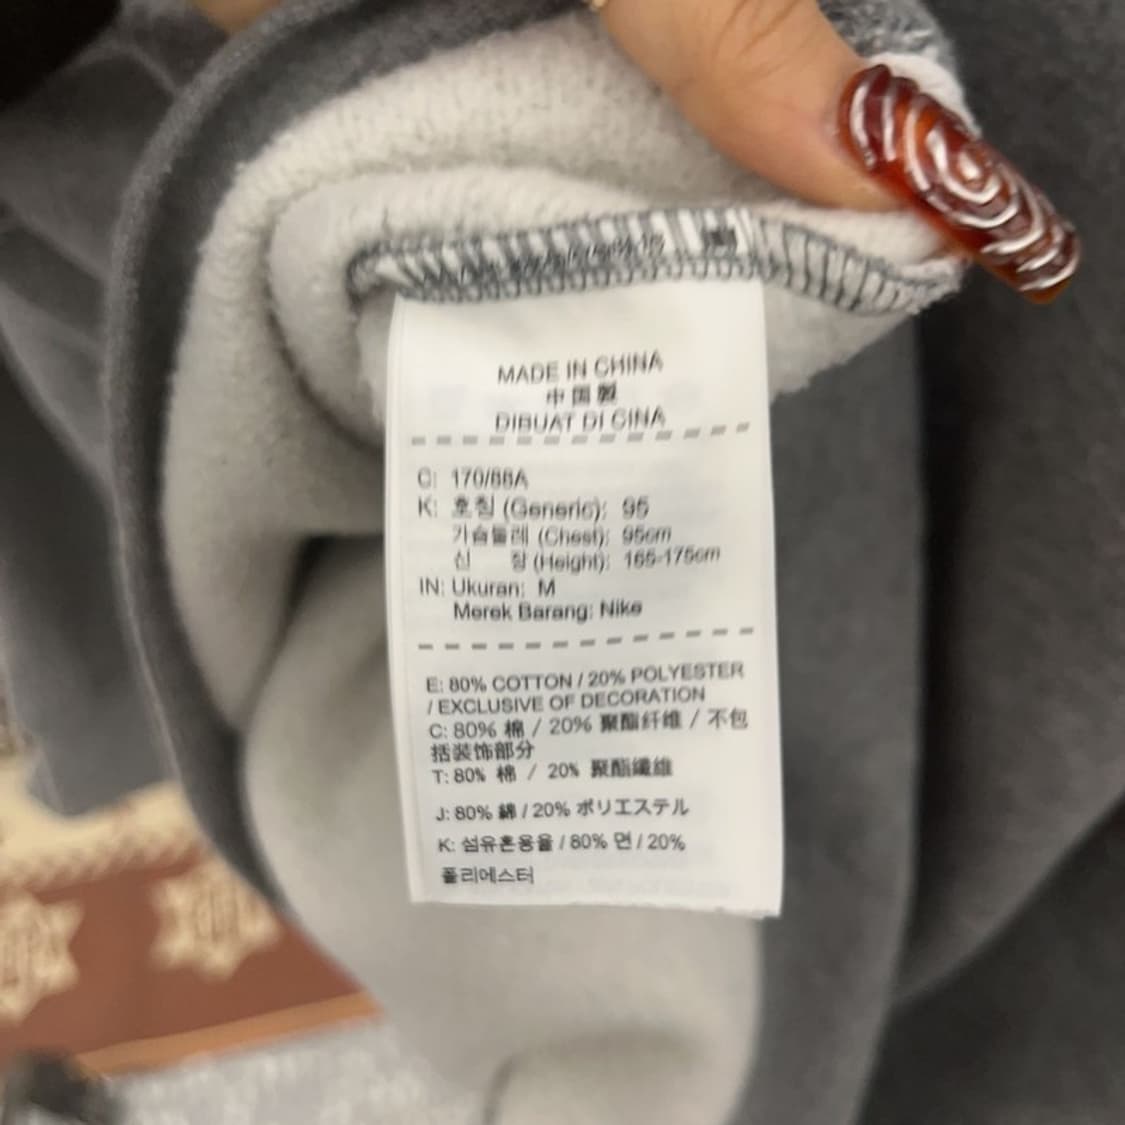 MADE IN CHINA
中国製
DIBUAT DI CINA
C: 170/88A
K: 호칭 (Generic): 95
가슴둘레 (Chest): 95cm
신 장 (Height): 165-175cm
IN: Ukuran: M
Merek Barang: Nike
E: 80% COTTON / 20% POLYESTER
/ EXCLUSIVE OF DECORATION
C: 80% 棉 / 20% 聚酯纤维 / 不包
括装饰部分
T: 80% 棉 / 20% 聚酯纖維
J: 80% 綿 / 20% ポリエステル
K: 섬유혼용율 / 80% 면 / 20%
폴리에스터